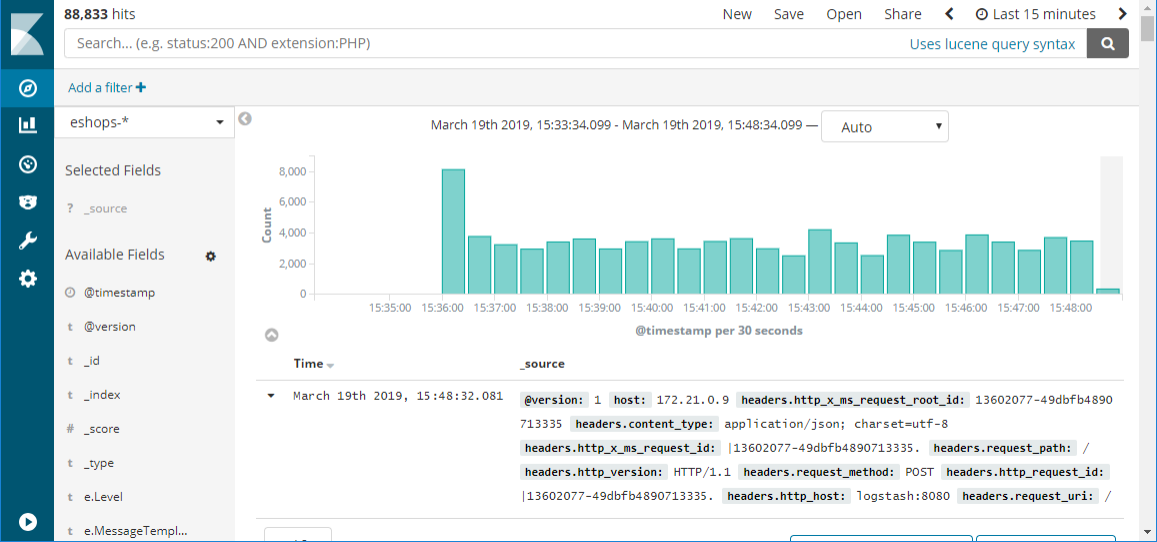 88,833 hits New Save Open Share Last 15 minutes
Search... (e.g. status:200 AND extension:PHP) Uses lucene query syntax
Add a filter +
eshops-*
March 19th 2019, 15:33:34.099 - March 19th 2019, 15:48:34.099 — Auto
Selected Fields
? _source
Available Fields
@timestamp
t @version
t _id
t _index
# _score
t _type
t e.Level
t e.MessageTempl...
Count
8,000
6,000
4,000
2,000
0
15:35:00 15:36:00 15:37:00 15:38:00 15:39:00 15:40:00 15:41:00 15:42:00 15:43:00 15:44:00 15:45:00 15:46:00 15:47:00 15:48:00
@timestamp per 30 seconds
Time _source
March 19th 2019, 15:48:32.081 @version: 1 host: 172.21.0.9 headers.http_x_ms_request_root_id: 13602077-49dbfb4890
713335 headers.content_type: application/json; charset=utf-8
headers.http_x_ms_request_id: |13602077-49dbfb4890713335. headers.request_path: /
headers.http_version: HTTP/1.1 headers.request_method: POST headers.http_request_id:
|13602077-49dbfb4890713335. headers.http_host: logstash:8080 headers.request_uri: /